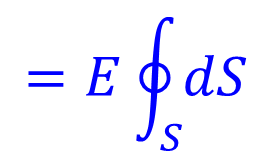 = E ∮_S dS